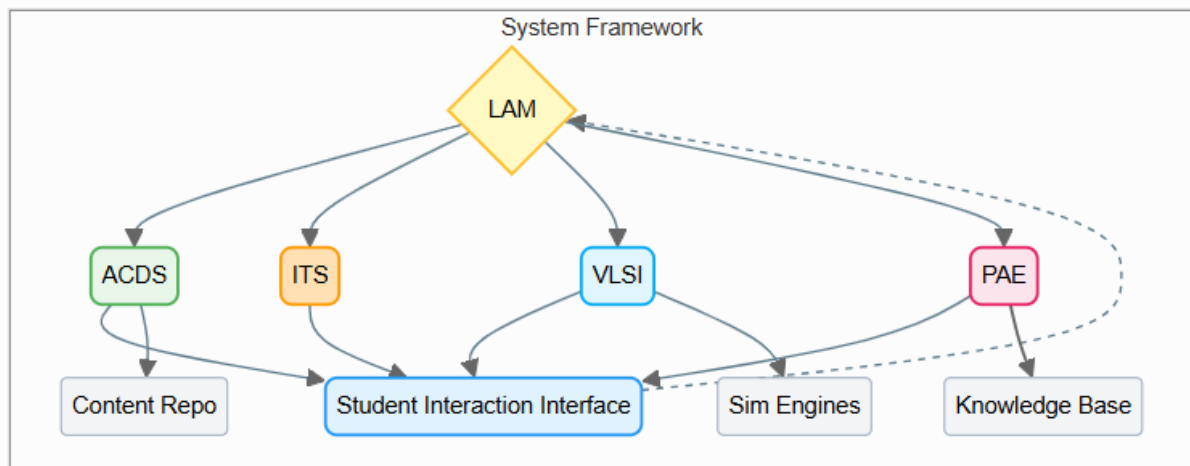 System Framework
LAM
ACDS
ITS
VLSI
PAE
Content Repo
Student Interaction Interface
Sim Engines
Knowledge Base